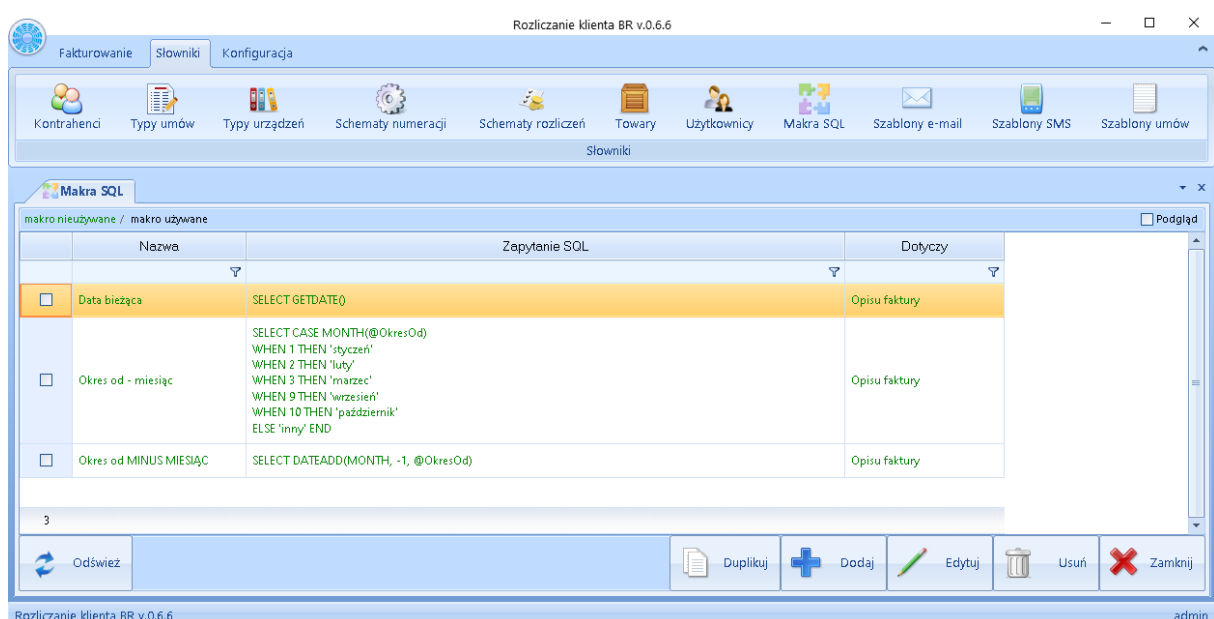 Rozliczanie klienta BR v.0.6.6
Fakturowanie Słowniki Konfiguracja
Kontrahenci Typy umów Typy urządzeń Schematy numeracji Schematy rozliczeń Towary Użytkownicy Makra SQL Szablony e-mail Szablony SMS Szablony umów
Słowniki
Makra SQL
makro nieużywane / makro używane Podgląd
Nazwa Zapytanie SQL Dotyczy
Data bieżąca SELECT GETDATE() Opisu faktury
SELECT CASE MONTH(@OkresOd)
WHEN 1 THEN 'styczeń'
WHEN 2 THEN 'luty'
Okres od - miesiąc WHEN 3 THEN 'marzec' Opisu faktury
WHEN 9 THEN 'wrzesień'
WHEN 10 THEN 'październik'
ELSE 'inny' END
Okres od MINUS MIESIĄC SELECT DATEADD(MONTH, -1, @OkresOd) Opisu faktury
3
Odśwież Duplikuj Dodaj Edytuj Usuń Zamknij
Rozliczanie klienta BR v.0.6.6 admin